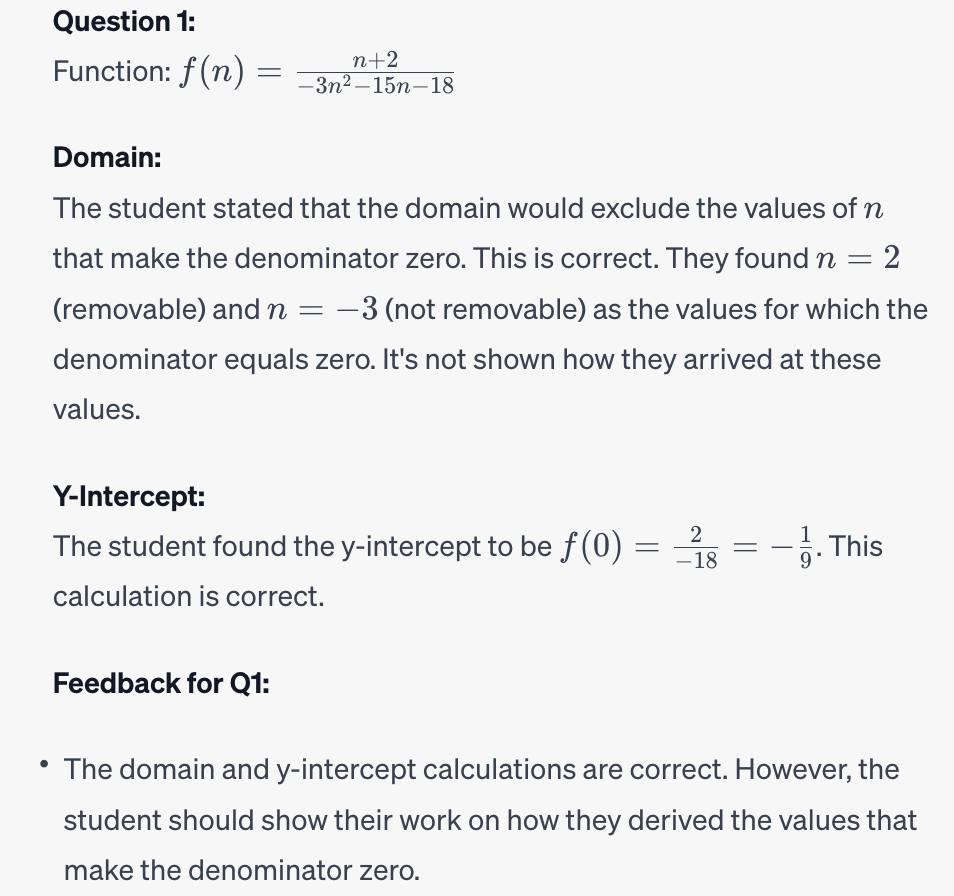 Question 1:
Function: f(n) = \frac{n+2}{-3n^2-15n-18}
Domain:
The student stated that the domain would exclude the values of n
that make the denominator zero. This is correct. They found n = 2
(removable) and n = −3 (not removable) as the values for which the
denominator equals zero. It's not shown how they arrived at these
values.
Y-Intercept:
The student found the y-intercept to be f(0) = \frac{2}{-18} = -\frac{1}{9}. This
calculation is correct.
Feedback for Q1:
• The domain and y-intercept calculations are correct. However, the
student should show their work on how they derived the values that
make the denominator zero.